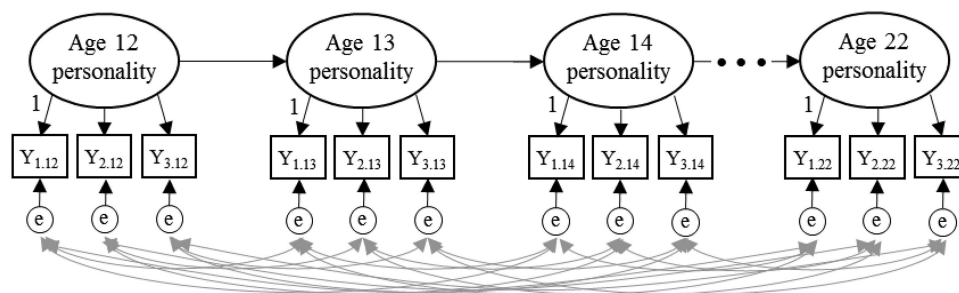 Age 12
personality
Age 13
personality
Age 14
personality
Age 22
personality
1
1
1
1
Y1.12 Y2.12 Y3.12 Y1.13 Y2.13 Y3.13 Y1.14 Y2.14 Y3.14 Y1.22 Y2.22 Y3.22
e e e e e e e e e e e e